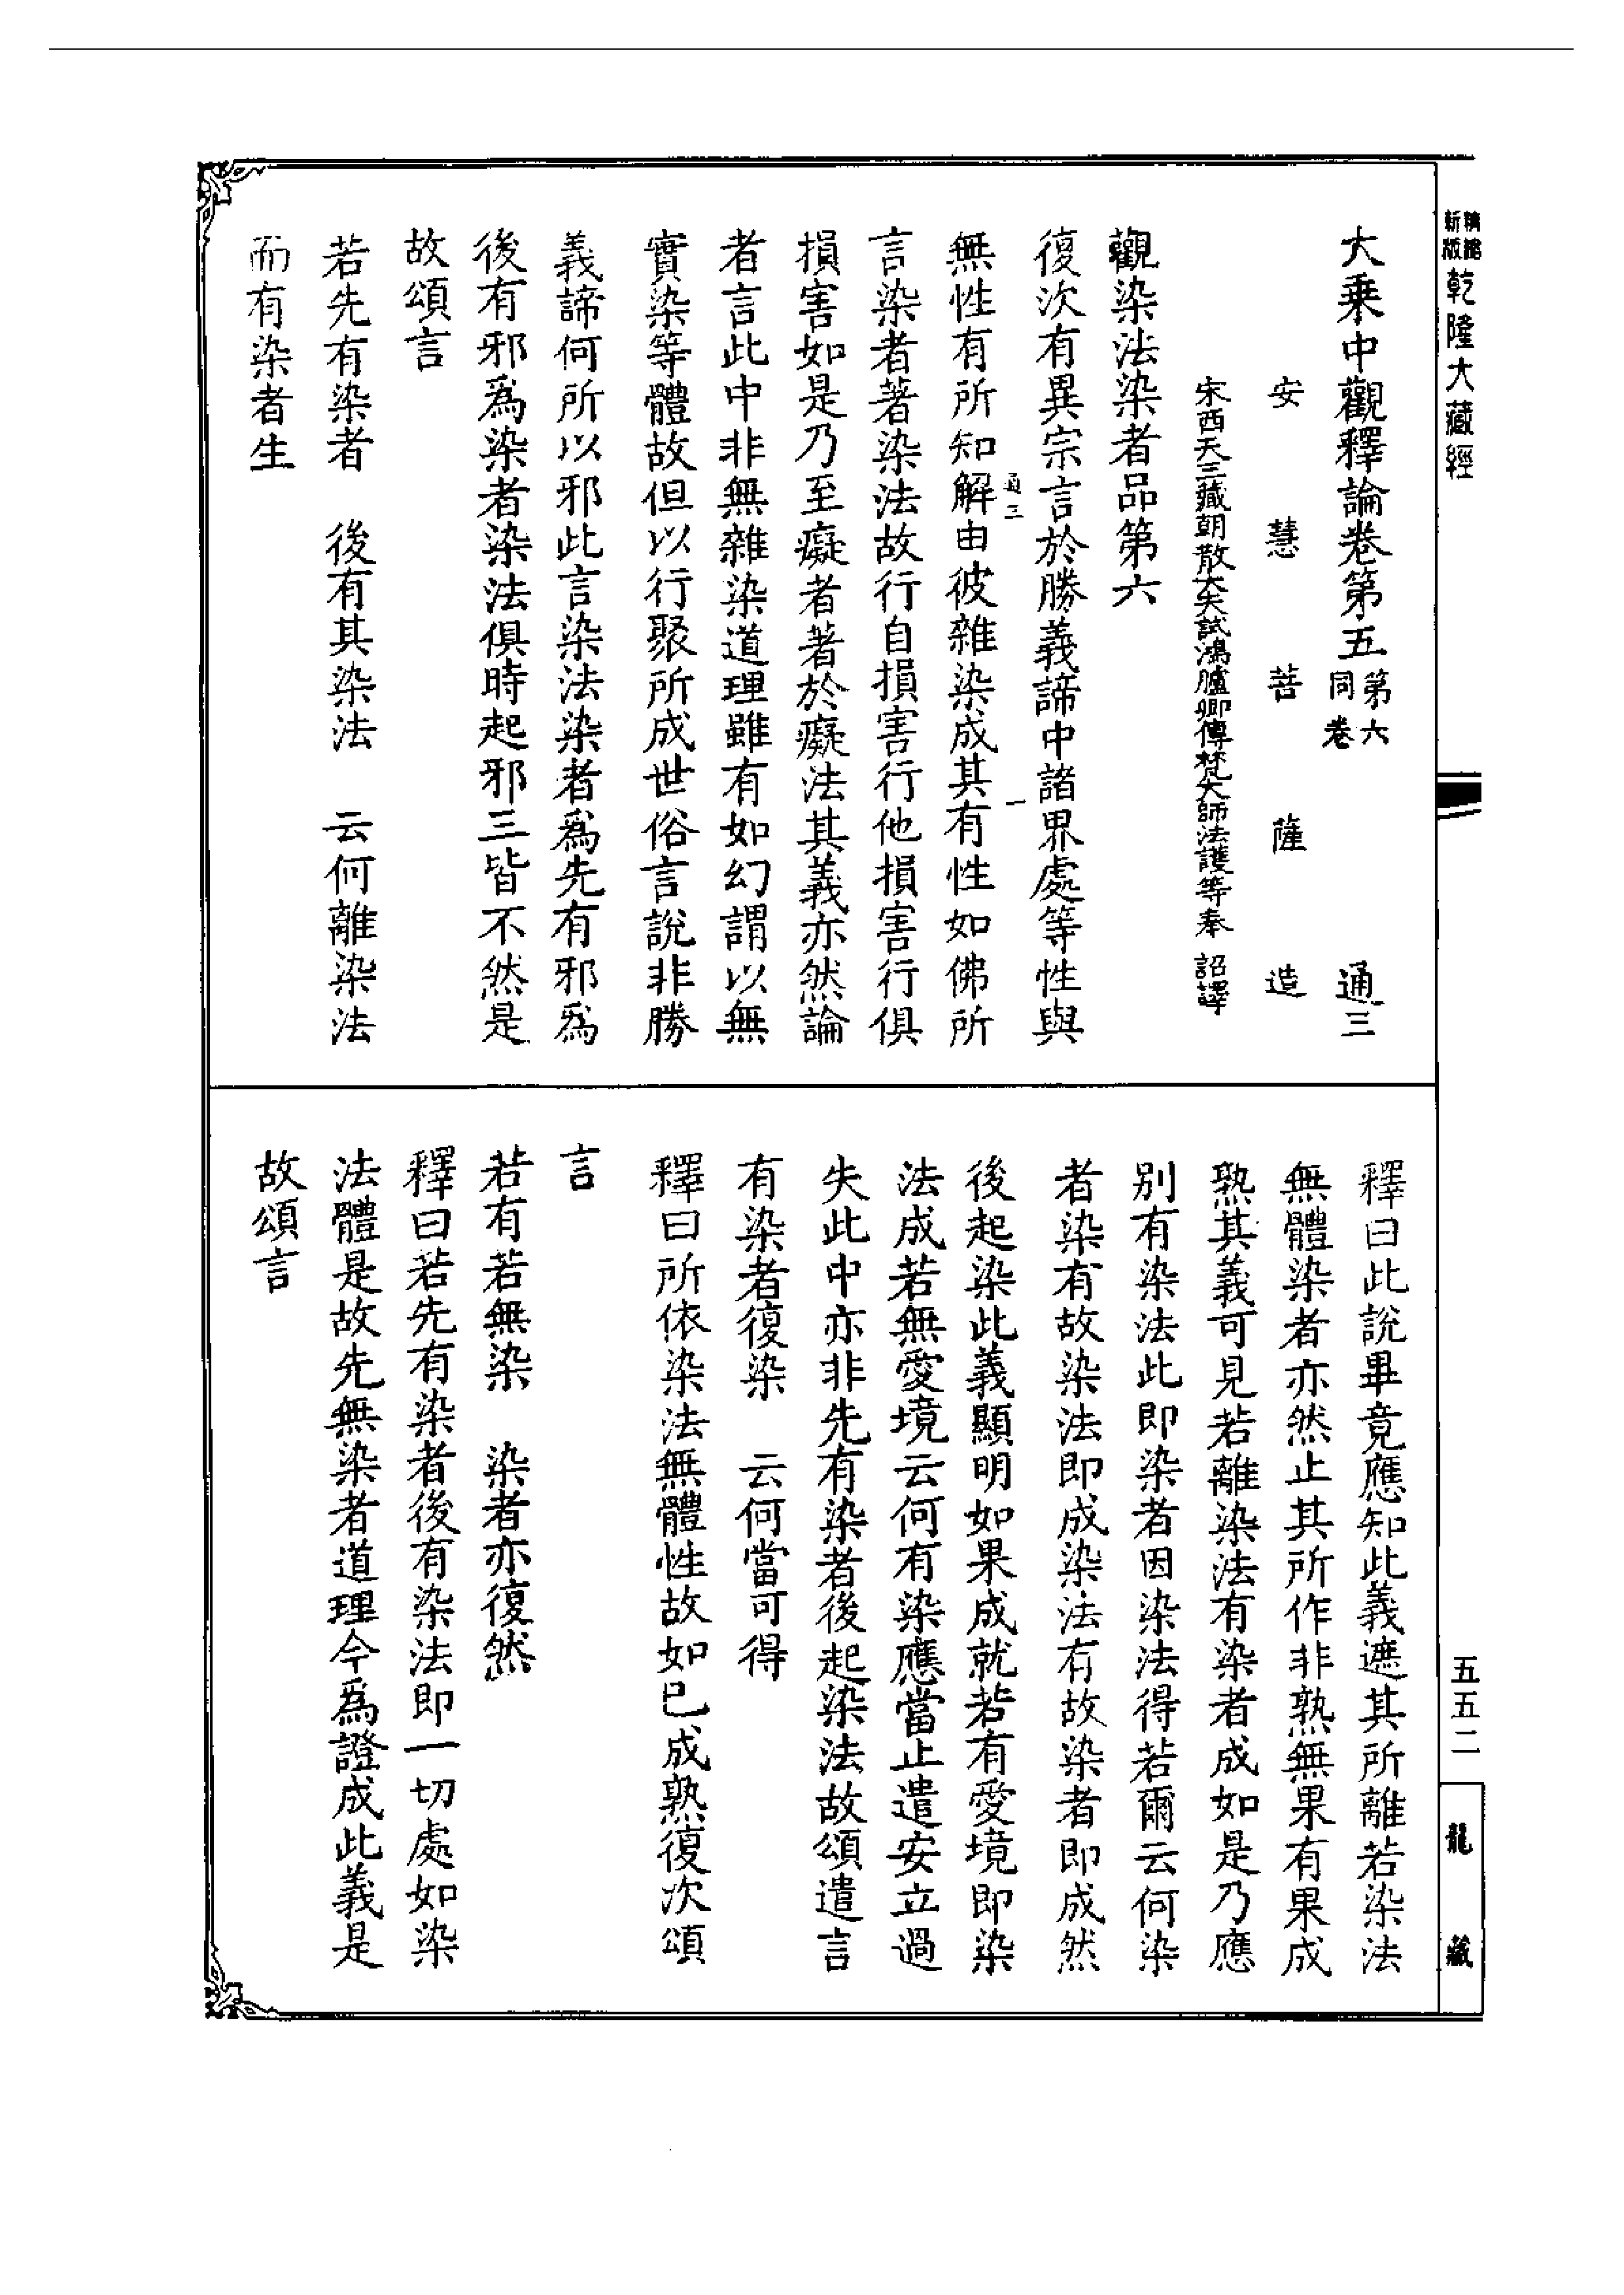 新版
精縮
乾隆大藏經
大乘中觀釋論卷第五 第六同卷 通三
安慧菩薩造
宋西天三藏朝散大夫試鴻臚卿傳梵大師法護等奉 詔譯
觀染法染者品第六
復次有異宗言於勝義諦中諸界處等性與
通三 一
無性有所知解由彼雜染成其有性如佛所
言染者著染法故行自損害行他損害行俱
損害如是乃至癡者著於癡法其義亦然論
者言此中非無雜染道理雖有如幻謂以無
實染等體故但以行聚所成世俗言說非勝
義諦何所以邪此言染法染者為先有邪為
後有邪為染者染法俱時起邪三皆不然是
故頌言
若先有染者 後有其染法 云何離染法
而有染者生
釋曰此說畢竟應知此義遮其所離若染法
無體染者亦然止其所作非熟無果有果成
熟其義可見若離染法有染者成如是乃應
別有染法此即染者因染法得若爾云何染
者染有故染法即成染法有故染者即成然
後起染此義顯明如果成就若有愛境即染
法成若無愛境云何有染應當止遣安立過
失此中亦非先有染者後起染法故頌遣言
有染者復染 云何當可得
釋曰所依染法無體性故如已成熟復次頌
言
若有若無染 染者亦復然
釋曰若先有染者後有染法即一切處如染
法體是故先無染者道理今為證成此義是
故頌言
五五二
龍藏